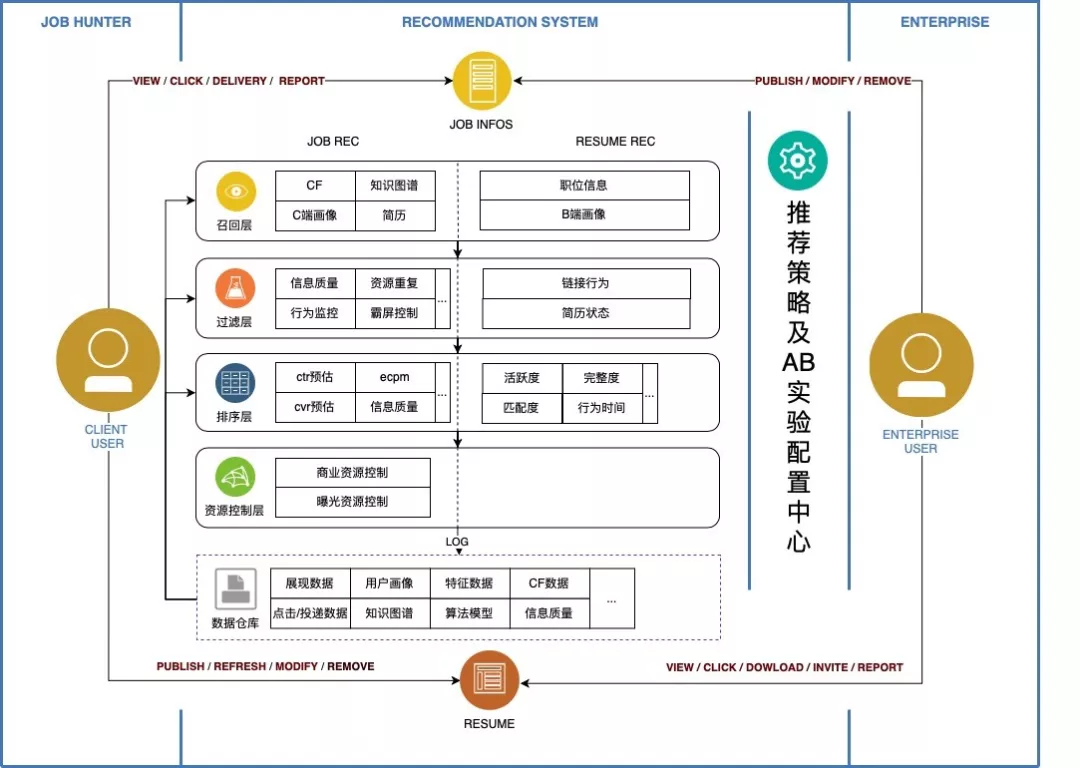 JOB HUNTER
RECOMMENDATION SYSTEM
ENTERPRISE
VIEW / CLICK / DELIVERY / REPORT
PUBLISH / MODIFY / REMOVE
JOB INFOS
JOB REC
RESUME REC
CF
知识图谱
C端画像
简历
召回层
职位信息
B端画像
信息质量
资源重复
行为监控
霸屏控制
...
过滤层
链接行为
简历状态
ctr预估
ecpm
cvr预估
信息质量
...
排序层
活跃度
完整度
匹配度
行为时间
...
商业资源控制
曝光资源控制
资源控制层
LOG
展现数据
用户画像
特征数据
CF数据
点击/投递数据
知识图谱
算法模型
信息质量
...
数据仓库
推荐策略及AB实验配置中心
CLIENT
USER
ENTERPRISE
USER
PUBLISH / REFRESH / MODIFY / REMOVE
VIEW / CLICK / DOWLOAD / INVITE / REPORT
RESUME